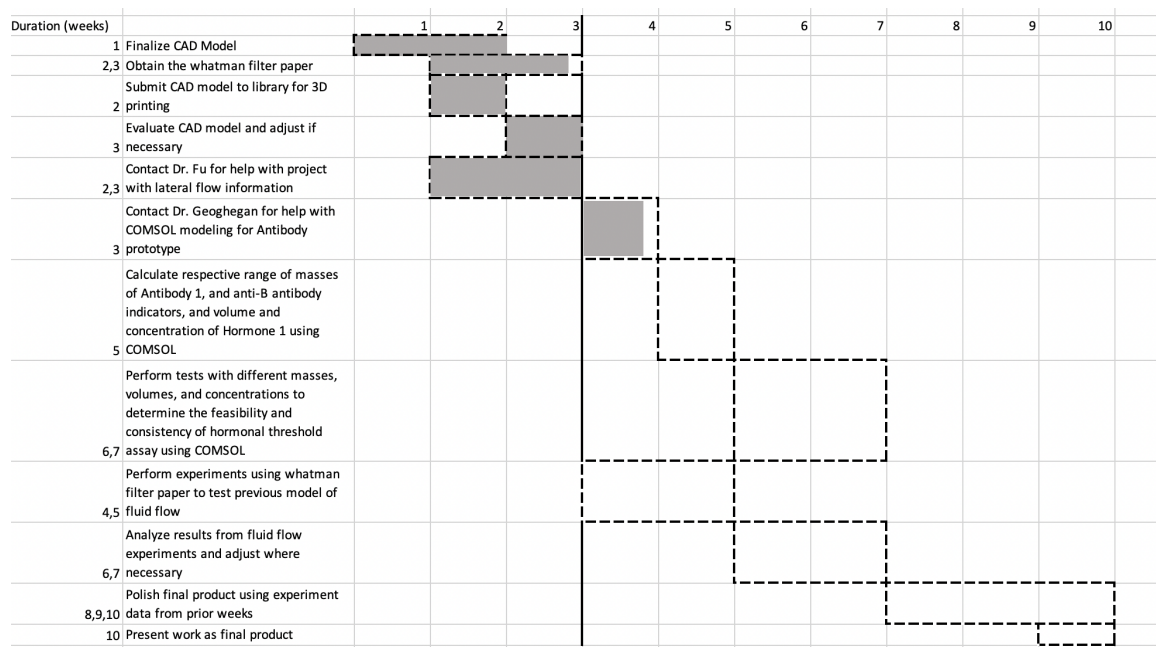 Duration (weeks) 1 2 3 4 5 6 7 8 9 10
1 Finalize CAD Model
2,3 Obtain the whatman filter paper
Submit CAD model to library for 3D
2 printing
Evaluate CAD model and adjust if
3 necessary
Contact Dr. Fu for help with project
2,3 with lateral flow information
Contact Dr. Geoghegan for help with
COMSOL modeling for Antibody
3 prototype
Calculate respective range of masses
of Antibody 1, and anti-B antibody
indicators, and volume and
concentration of Hormone 1 using
5 COMSOL
Perform tests with different masses,
volumes, and concentrations to
determine the feasibility and
consistency of hormonal threshold
6,7 assay using COMSOL
Perform experiments using whatman
filter paper to test previous model of
4,5 fluid flow
Analyze results from fluid flow
experiments and adjust where
6,7 necessary
Polish final product using experiment
8,9,10 data from prior weeks
10 Present work as final product